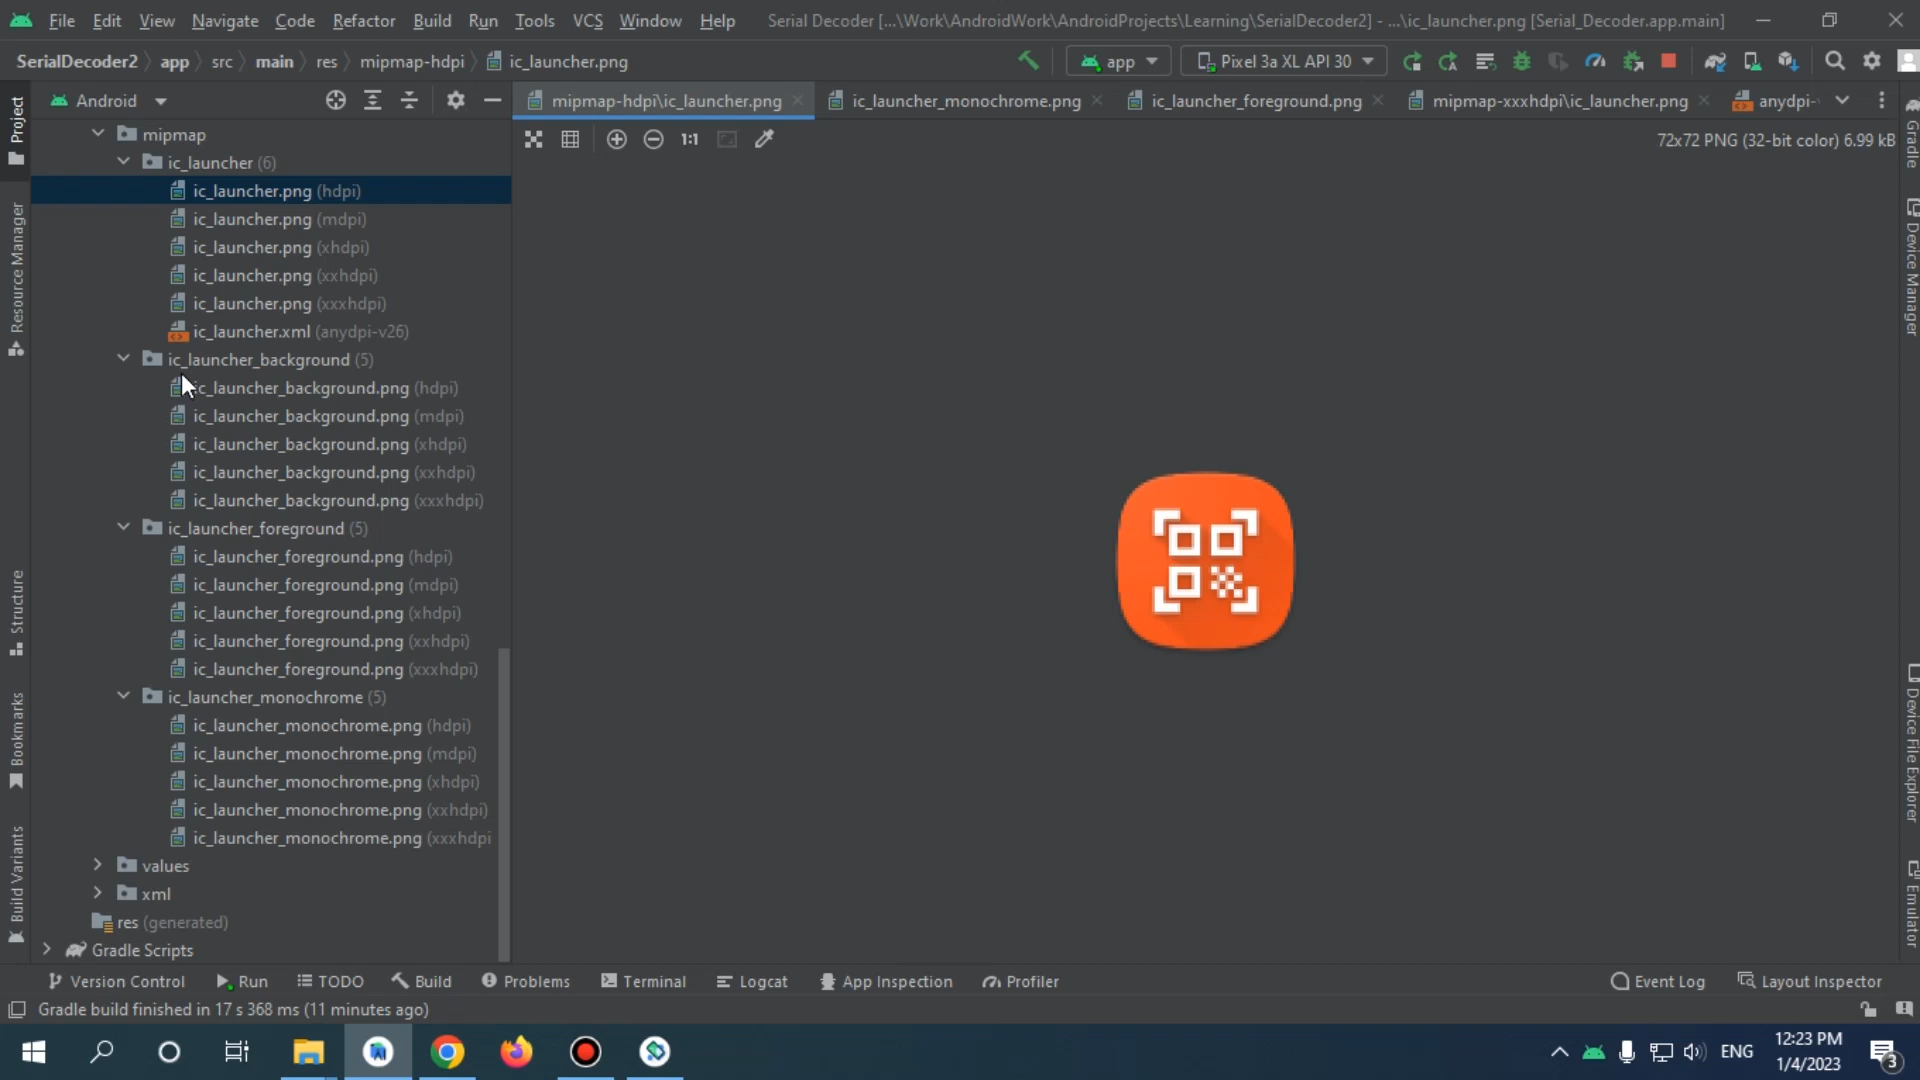 File Edit View Navigate Code Refactor Build Run Tools VCS Window Help Serial Decoder [...\Work\AndroidWork\AndroidProjects\Learning\SerialDecoder2] - ...\ic_launcher.png [Serial_Decoder.app.main]
SerialDecoder2 app src main res mipmap-hdpi ic_launcher.png app Pixel 3a XL API 30
Android mipmap-hdpi\ic_launcher.png ic_launcher_monochrome.png ic_launcher_foreground.png mipmap-xxxhdpi\ic_launcher.png anydpi-
1:1 72x72 PNG (32-bit color) 6.99 kB
Project
Resource Manager
Structure
Bookmarks
Build Variants
mipmap
ic_launcher (6)
ic_launcher.png (hdpi)
ic_launcher.png (mdpi)
ic_launcher.png (xhdpi)
ic_launcher.png (xxhdpi)
ic_launcher.png (xxxhdpi)
ic_launcher.xml (anydpi-v26)
ic_launcher_background (5)
ic_launcher_background.png (hdpi)
ic_launcher_background.png (mdpi)
ic_launcher_background.png (xhdpi)
ic_launcher_background.png (xxhdpi)
ic_launcher_background.png (xxxhdpi)
ic_launcher_foreground (5)
ic_launcher_foreground.png (hdpi)
ic_launcher_foreground.png (mdpi)
ic_launcher_foreground.png (xhdpi)
ic_launcher_foreground.png (xxhdpi)
ic_launcher_foreground.png (xxxhdpi)
ic_launcher_monochrome (5)
ic_launcher_monochrome.png (hdpi)
ic_launcher_monochrome.png (mdpi)
ic_launcher_monochrome.png (xhdpi)
ic_launcher_monochrome.png (xxhdpi)
ic_launcher_monochrome.png (xxxhdpi
values
xml
res (generated)
Gradle Scripts
Gradle
Device Manager
Device File Explorer
Emulator
Version Control Run TODO Build Problems Terminal Logcat App Inspection Profiler Event Log Layout Inspector
Gradle build finished in 17 s 368 ms (11 minutes ago)
ENG
12:23 PM
1/4/2023
3